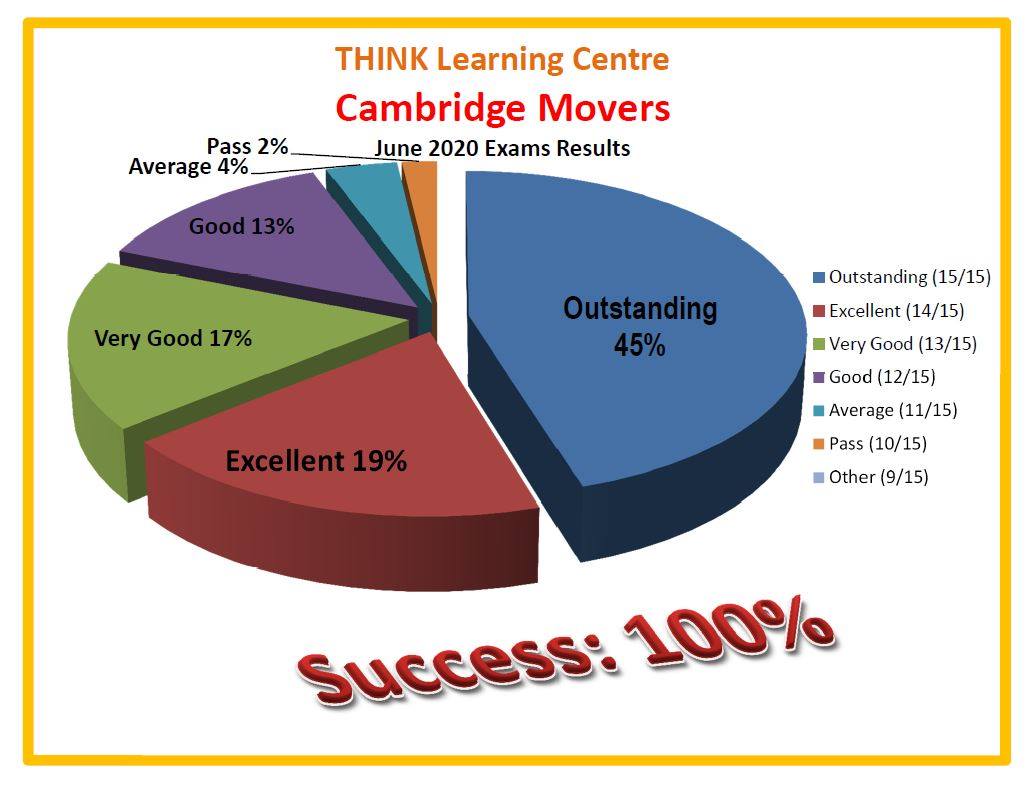 THINK Learning Centre
Cambridge Movers
June 2020 Exams Results
Pass 2%
Average 4%
Good 13%
Very Good 17%
Excellent 19%
Outstanding
45%
Outstanding (15/15)
Excellent (14/15)
Very Good (13/15)
Good (12/15)
Average (11/15)
Pass (10/15)
Other (9/15)
Success: 100%